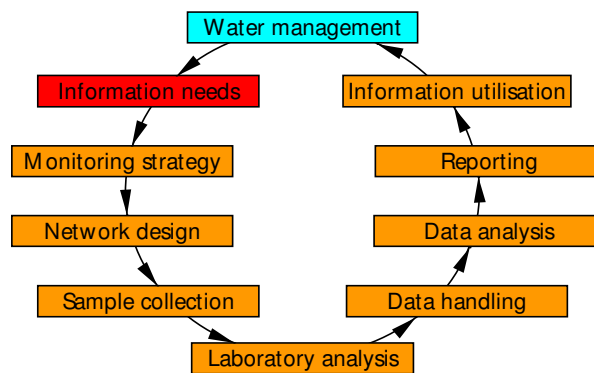 Water management
Information needs
Information utilisation
Monitoring strategy
Reporting
Network design
Data analysis
Sample collection
Data handling
Laboratory analysis